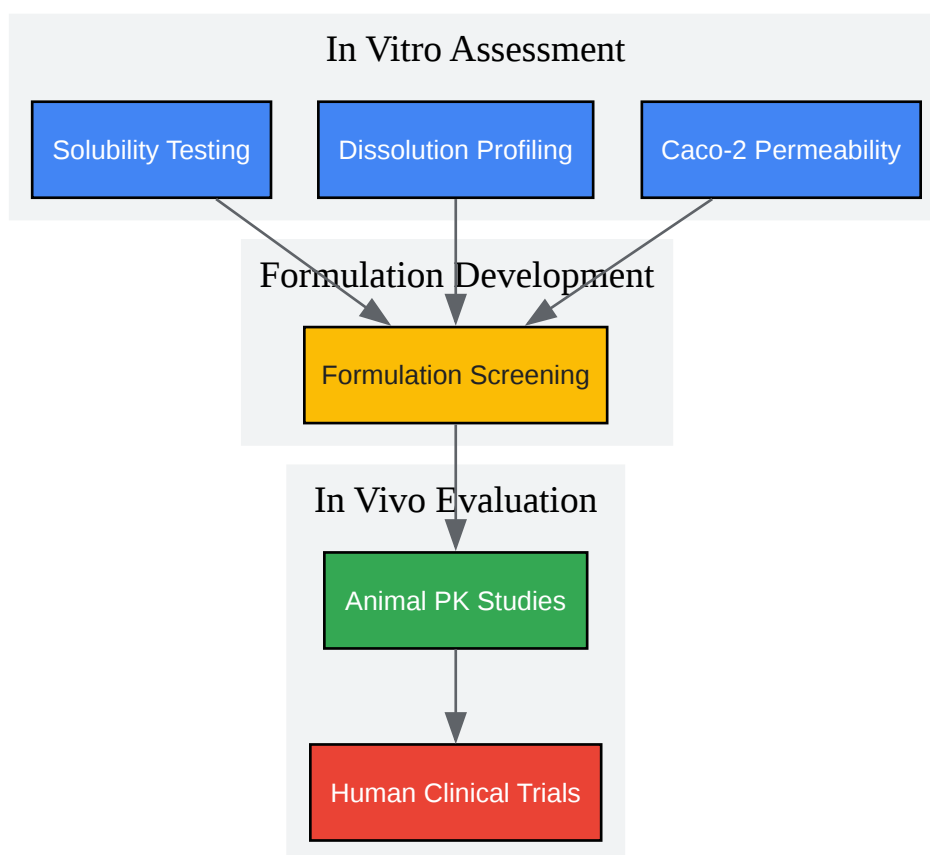 In Vitro Assessment
Solubility Testing
Dissolution Profiling
Caco-2 Permeability
Formulation Development
Formulation Screening
In Vivo Evaluation
Animal PK Studies
Human Clinical Trials